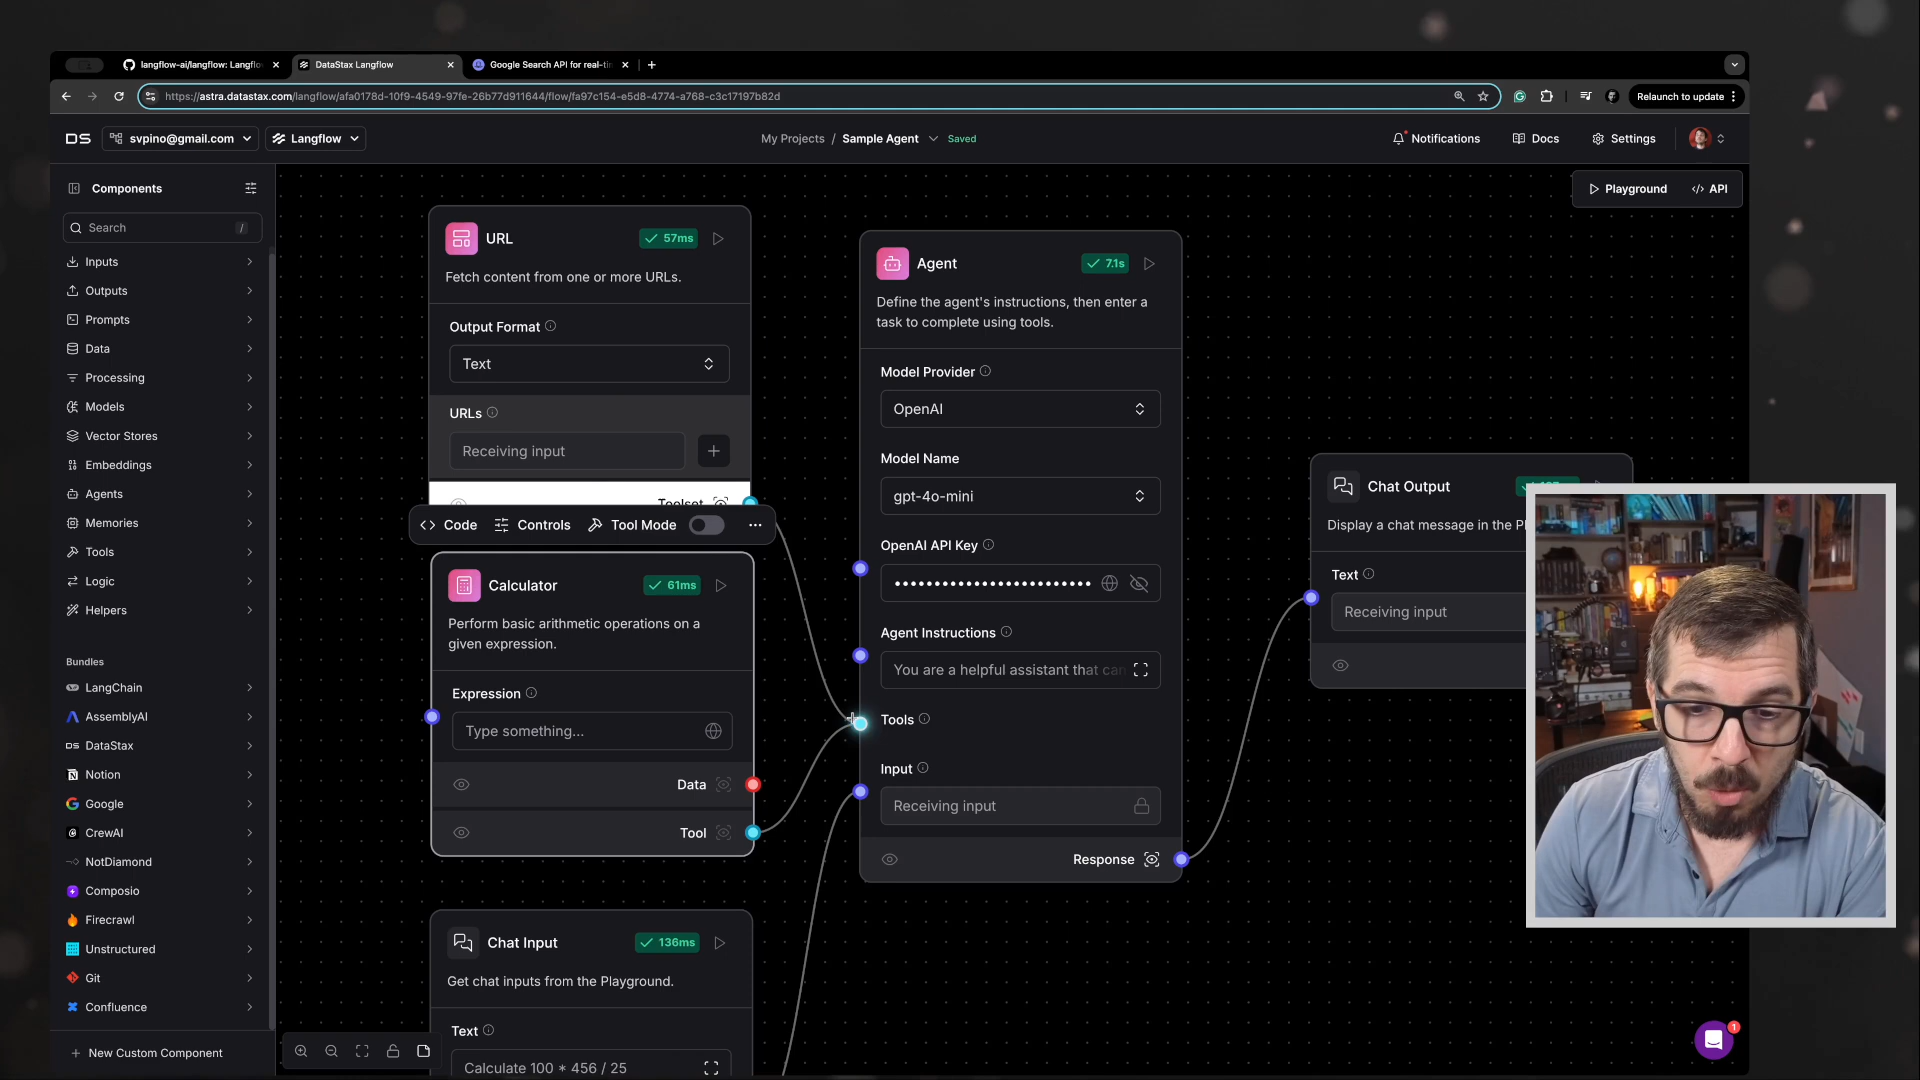 langflow-ai/langflow: Langflo
DataStax Langflow
Google Search API for real-tim
https://astra.datastax.com/langflow/afa0178d-10f9-4549-97fe-26b77d911644/flow/fa97c154-e5d8-4774-a768-c3c17197b82d
Relaunch to update
DS
svpino@gmail.com
Langflow
My Projects / Sample Agent
Saved
Notifications
Docs
Settings
Components
Search
/
Inputs
Outputs
Prompts
Data
Processing
Models
Vector Stores
Embeddings
Agents
Memories
Tools
Logic
Helpers
Bundles
LangChain
AssemblyAI
DS DataStax
Notion
Google
CrewAI
NotDiamond
Composio
Firecrawl
Unstructured
Git
Confluence
New Custom Component
Playground
API
URL
57ms
Fetch content from one or more URLs.
Output Format
Text
URLs
Receiving input
Toolset
Code
Controls
Tool Mode
Calculator
61ms
Perform basic arithmetic operations on a
given expression.
Expression
Type something...
Data
Tool
Chat Input
136ms
Get chat inputs from the Playground.
Text
Calculate 100 * 456 / 25
Agent
7.1s
Define the agent's instructions, then enter a
task to complete using tools.
Model Provider
OpenAI
Model Name
gpt-4o-mini
OpenAI API Key
Agent Instructions
You are a helpful assistant that can
Tools
Input
Receiving input
Response
Chat Output
Display a chat message in the Pl
Text
Receiving input
1